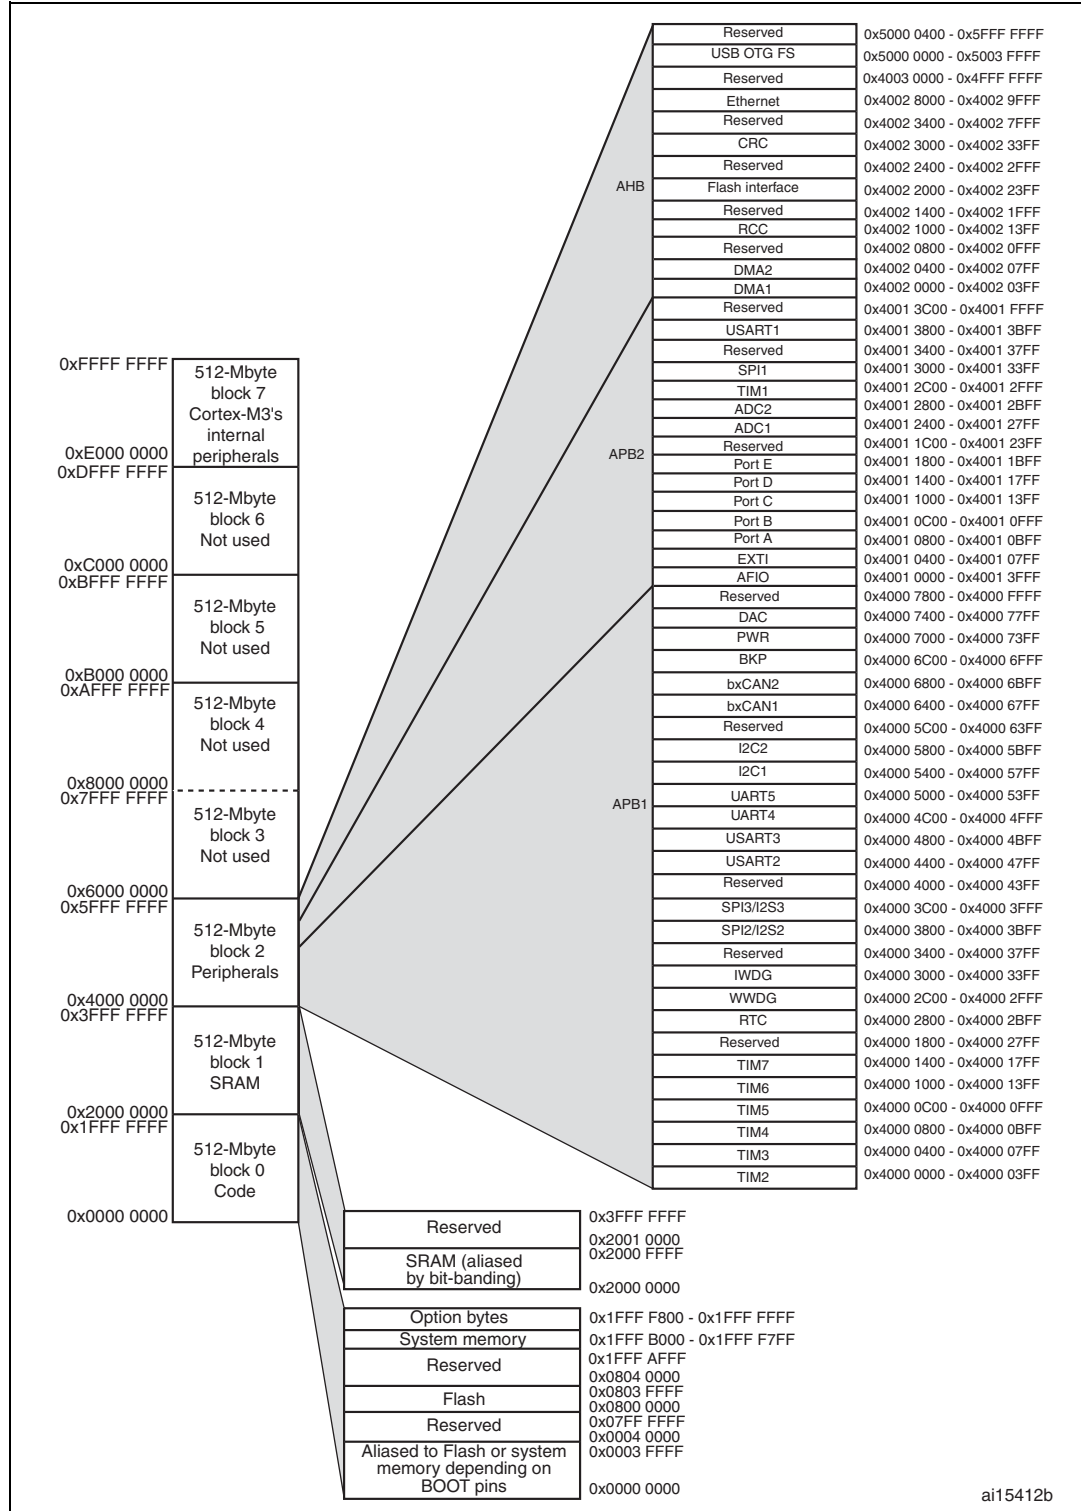 Reserved 0x5000 0400 - 0x5FFF FFFF
USB OTG FS 0x5000 0000 - 0x5003 FFFF
Reserved 0x4003 0000 - 0x4FFF FFFF
Ethernet 0x4002 8000 - 0x4002 9FFF
Reserved 0x4002 3400 - 0x4002 7FFF
CRC 0x4002 3000 - 0x4002 33FF
Reserved 0x4002 2400 - 0x4002 2FFF
AHB
Flash interface 0x4002 2000 - 0x4002 23FF
Reserved 0x4002 1400 - 0x4002 1FFF
RCC 0x4002 1000 - 0x4002 13FF
Reserved 0x4002 0800 - 0x4002 0FFF
DMA2 0x4002 0400 - 0x4002 07FF
DMA1 0x4002 0000 - 0x4002 03FF
Reserved 0x4001 3C00 - 0x4001 FFFF
USART1 0x4001 3800 - 0x4001 3BFF
Reserved 0x4001 3400 - 0x4001 37FF
SPI1 0x4001 3000 - 0x4001 33FF
TIM1 0x4001 2C00 - 0x4001 2FFF
ADC2 0x4001 2800 - 0x4001 2BFF
ADC1 0x4001 2400 - 0x4001 27FF
Reserved 0x4001 1C00 - 0x4001 23FF
APB2
Port E 0x4001 1800 - 0x4001 1BFF
Port D 0x4001 1400 - 0x4001 17FF
Port C 0x4001 1000 - 0x4001 13FF
Port B 0x4001 0C00 - 0x4001 0FFF
Port A 0x4001 0800 - 0x4001 0BFF
EXTI 0x4001 0400 - 0x4001 07FF
AFIO 0x4001 0000 - 0x4001 3FFF
Reserved 0x4000 7800 - 0x4000 FFFF
DAC 0x4000 7400 - 0x4000 77FF
PWR 0x4000 7000 - 0x4000 73FF
BKP 0x4000 6C00 - 0x4000 6FFF
bxCAN2 0x4000 6800 - 0x4000 6BFF
bxCAN1 0x4000 6400 - 0x4000 67FF
Reserved 0x4000 5C00 - 0x4000 63FF
I2C2 0x4000 5800 - 0x4000 5BFF
I2C1 0x4000 5400 - 0x4000 57FF
UART5 0x4000 5000 - 0x4000 53FF
APB1
UART4 0x4000 4C00 - 0x4000 4FFF
USART3 0x4000 4800 - 0x4000 4BFF
USART2 0x4000 4400 - 0x4000 47FF
Reserved 0x4000 4000 - 0x4000 43FF
SPI3/I2S3 0x4000 3C00 - 0x4000 3FFF
SPI2/I2S2 0x4000 3800 - 0x4000 3BFF
Reserved 0x4000 3400 - 0x4000 37FF
IWDG 0x4000 3000 - 0x4000 33FF
WWDG 0x4000 2C00 - 0x4000 2FFF
RTC 0x4000 2800 - 0x4000 2BFF
Reserved 0x4000 1800 - 0x4000 27FF
TIM7 0x4000 1400 - 0x4000 17FF
TIM6 0x4000 1000 - 0x4000 13FF
TIM5 0x4000 0C00 - 0x4000 0FFF
TIM4 0x4000 0800 - 0x4000 0BFF
TIM3 0x4000 0400 - 0x4000 07FF
TIM2 0x4000 0000 - 0x4000 03FF
0xFFFF FFFF
512-Mbyte
block 7
Cortex-M3's
internal
peripherals
0xE000 0000
0xDFFF FFFF
512-Mbyte
block 6
Not used
0xC000 0000
0xBFFF FFFF
512-Mbyte
block 5
Not used
0xB000 0000
0xAFFF FFFF
512-Mbyte
block 4
Not used
0x8000 0000
0x7FFF FFFF
512-Mbyte
block 3
Not used
0x6000 0000
0x5FFF FFFF
512-Mbyte
block 2
Peripherals
0x4000 0000
0x3FFF FFFF
512-Mbyte
block 1
SRAM
0x2000 0000
0x1FFF FFFF
512-Mbyte
block 0
Code
0x0000 0000
0x3FFF FFFF
Reserved
0x2001 0000
0x2000 FFFF
SRAM (aliased
by bit-banding)
0x2000 0000
Option bytes 0x1FFF F800 - 0x1FFF FFFF
System memory 0x1FFF B000 - 0x1FFF F7FF
0x1FFF AFFF
Reserved
0x0804 0000
0x0803 FFFF
Flash
0x0800 0000
0x07FF FFFF
Reserved
0x0004 0000
0x0003 FFFF
Aliased to Flash or system
memory depending on
BOOT pins
0x0000 0000
ai15412b